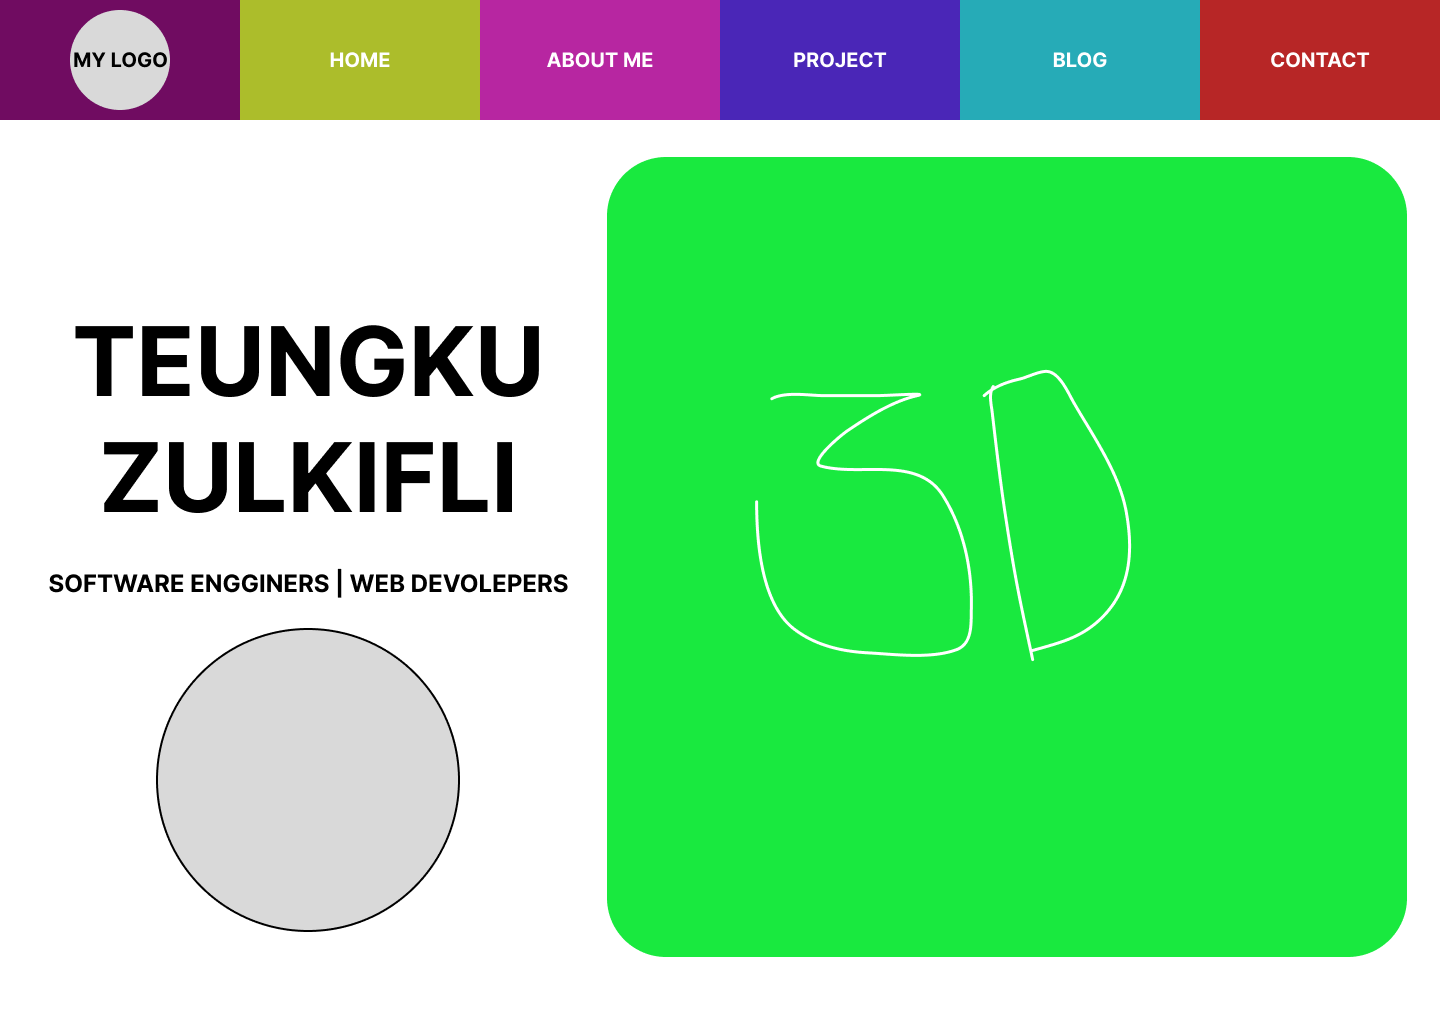 MY LOGO
HOME
ABOUT ME
PROJECT
BLOG
CONTACT
TEUNGKU
ZULKIFLI
SOFTWARE ENGGINERS | WEB DEVOLEPERS
3D